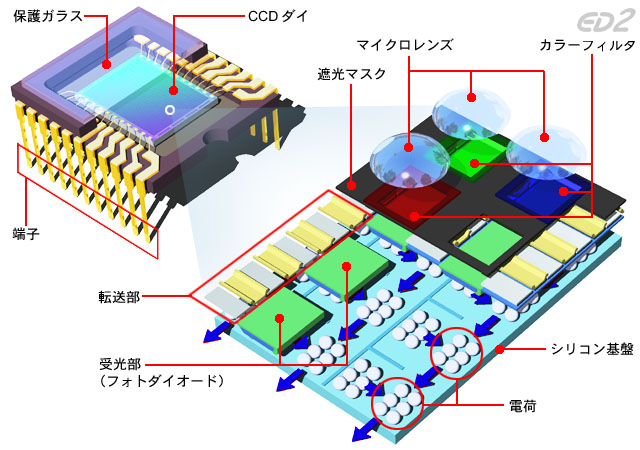 保護ガラス
CCDダイ
ED2
マイクロレンズ
カラーフィルタ
遮光マスク
端子
転送部
受光部
(フォトダイオード)
シリコン基盤
電荷